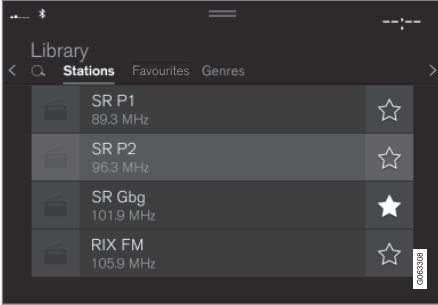 --:--
Library
Stations Favourites Genres
SR P1
89.3 MHz
SR P2
96.3 MHz
SR Gbg
101.9 MHz
RIX FM
105.9 MHz
G063308